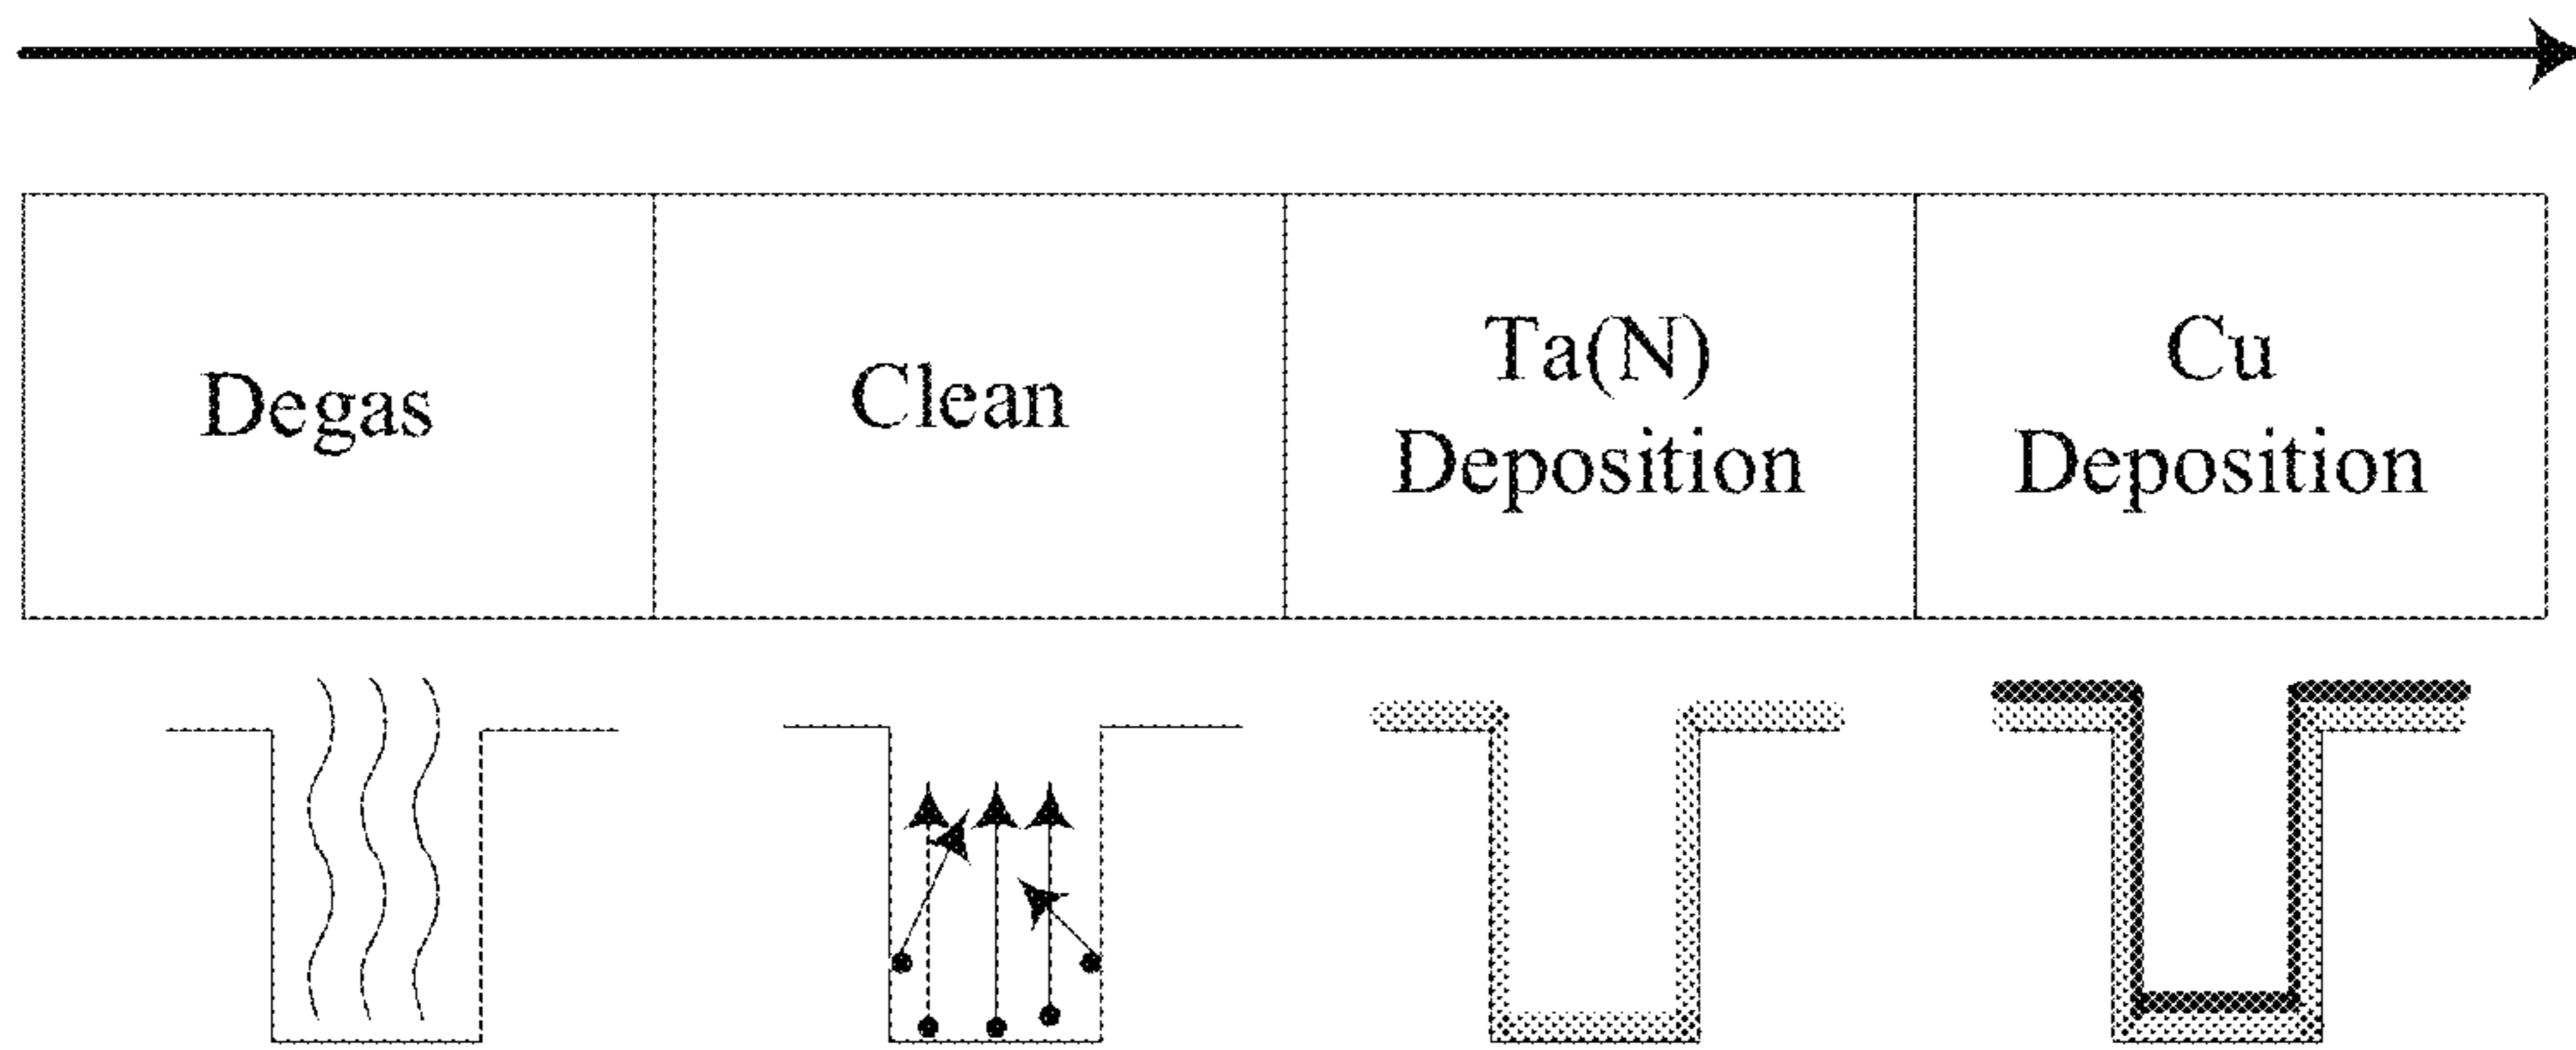 Degas
Clean
Ta(N)
Deposition
Cu
Deposition